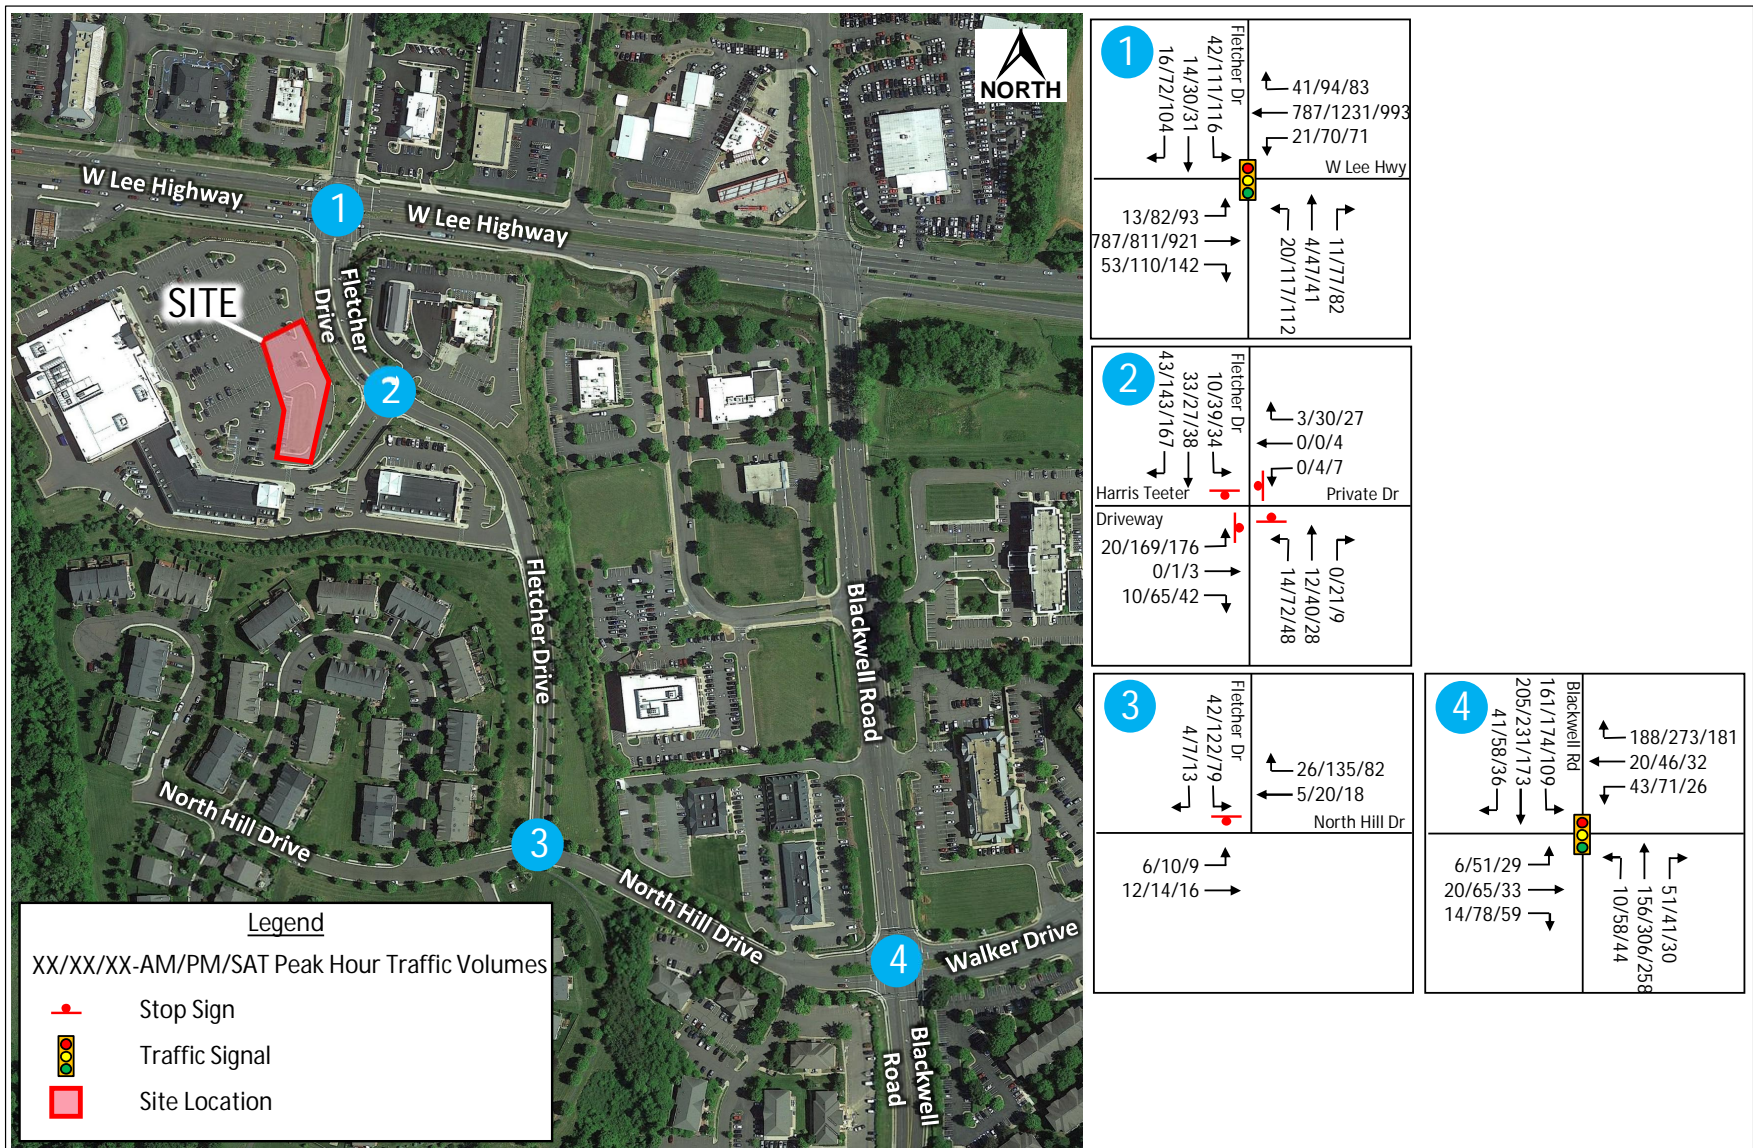 NORTH
W Lee Highway
1
W Lee Highway
SITE
Fletcher
Drive
2
Fletcher Drive
Blackwell Road
North Hill Drive
3
North Hill Drive
4
Walker Drive
Blackwell
Road
Legend
XX/XX/XX-AM/PM/SAT Peak Hour Traffic Volumes
Stop Sign
Traffic Signal
Site Location
1
Fletcher Dr
42/111/116
14/30/31
16/72/104
41/94/83
787/1231/993
21/70/71
W Lee Hwy
13/82/93
787/811/921
53/110/142
20/117/112
4/47/41
11/77/82
2
Fletcher Dr
10/39/34
33/27/38
43/143/167
3/30/27
0/0/4
0/4/7
Harris Teeter
Private Dr
Driveway
20/169/176
0/1/3
10/65/42
14/72/48
12/40/28
0/21/9
3
Fletcher Dr
42/122/79
4/7/13
26/135/82
5/20/18
North Hill Dr
6/10/9
12/14/16
4
Blackwell Rd
161/174/109
205/231/173
41/58/36
188/273/181
20/46/32
43/71/26
6/51/29
20/65/33
14/78/59
10/58/44
156/306/258
51/41/30